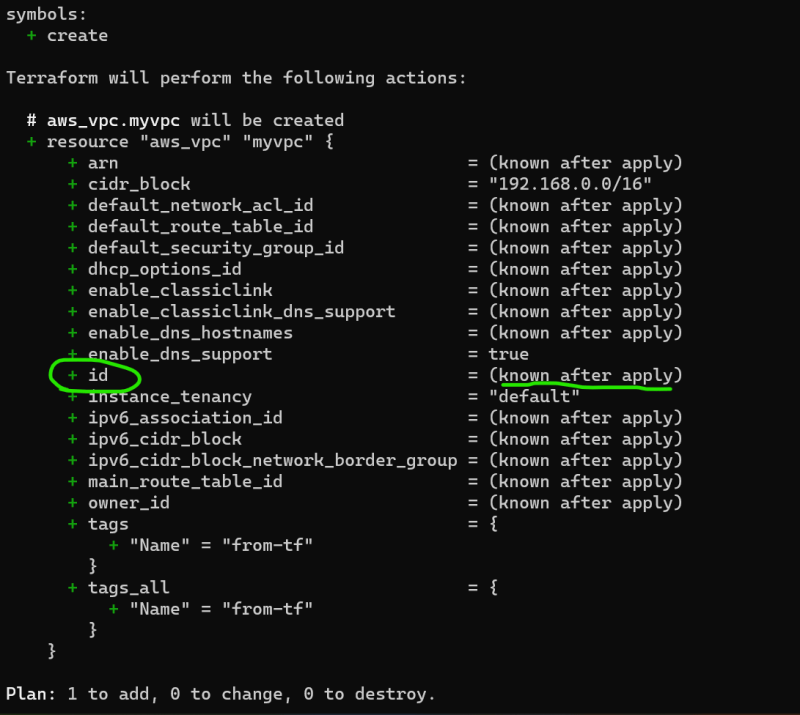 symbols:
  + create

Terraform will perform the following actions:

  # aws_vpc.myvpc will be created
  + resource "aws_vpc" "myvpc" {
      + arn                                  = (known after apply)
      + cidr_block                           = "192.168.0.0/16"
      + default_network_acl_id               = (known after apply)
      + default_route_table_id               = (known after apply)
      + default_security_group_id            = (known after apply)
      + dhcp_options_id                      = (known after apply)
      + enable_classiclink                   = (known after apply)
      + enable_classiclink_dns_support       = (known after apply)
      + enable_dns_hostnames                 = (known after apply)
      + enable_dns_support                   = true
      + id                                   = (known after apply)
      + instance_tenancy                     = "default"
      + ipv6_association_id                  = (known after apply)
      + ipv6_cidr_block                      = (known after apply)
      + ipv6_cidr_block_network_border_group = (known after apply)
      + main_route_table_id                  = (known after apply)
      + owner_id                             = (known after apply)
      + tags                                 = {
          + "Name" = "from-tf"
        }
      + tags_all                             = {
          + "Name" = "from-tf"
        }
    }

Plan: 1 to add, 0 to change, 0 to destroy.